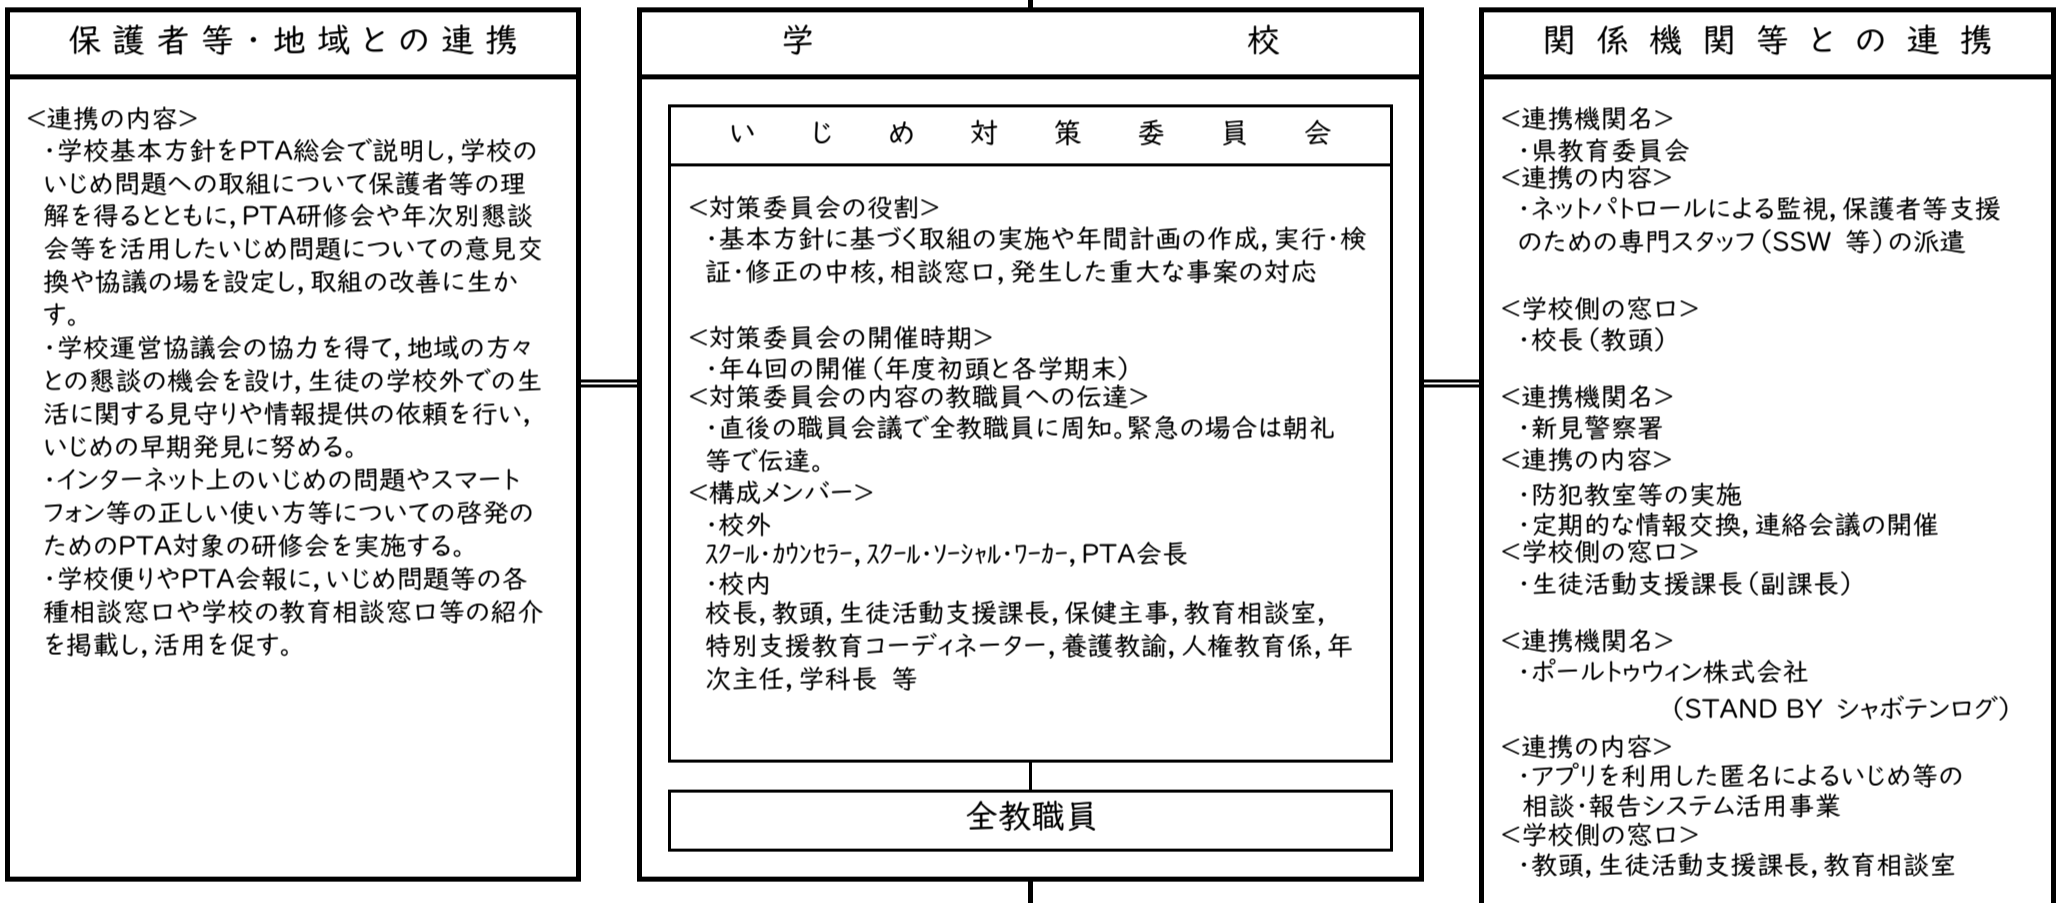 保護者等・地域との連携
<連携の内容>
・学校基本方針をPTA総会で説明し,学校の
いじめ問題への取組について保護者等の理
解を得るとともに,PTA研修会や年次別懇談
会等を活用したいじめ問題についての意見交
換や協議の場を設定し,取組の改善に生か
す。
・学校運営協議会の協力を得て,地域の方々
との懇談の機会を設け,生徒の学校外での生
活に関する見守りや情報提供の依頼を行い,
いじめの早期発見に努める。
・インターネット上のいじめの問題やスマート
フォン等の正しい使い方等についての啓発の
ためのPTA対象の研修会を実施する。
・学校便りやPTA会報に,いじめ問題等の各
種相談窓口や学校の教育相談窓口等の紹介
を掲載し,活用を促す。
学校
いじめ対策委員会
<対策委員会の役割>
・基本方針に基づく取組の実施や年間計画の作成,実行・検
証・修正の中核,相談窓口,発生した重大な事案の対応
<対策委員会の開催時期>
・年4回の開催(年度初頭と各学期末)
<対策委員会の内容の教職員への伝達>
・直後の職員会議で全教職員に周知。緊急の場合は朝礼
等で伝達。
<構成メンバー>
・校外
ｽｸｰﾙ・ｶｳﾝｾﾗｰ,ｽｸｰﾙ・ｿｰｼｬﾙ・ﾜｰｶｰ,PTA会長
・校内
校長,教頭,生徒活動支援課長,保健主事,教育相談室,
特別支援教育コーディネーター,養護教諭,人権教育係,年
次主任,学科長 等
全教職員
関係機関等との連携
<連携機関名>
・県教育委員会
<連携の内容>
・ネットパトロールによる監視,保護者等支援
のための専門スタッフ(SSW 等)の派遣
<学校側の窓口>
・校長(教頭)
<連携機関名>
・新見警察署
<連携の内容>
・防犯教室等の実施
・定期的な情報交換,連絡会議の開催
<学校側の窓口>
・生徒活動支援課長(副課長)
<連携機関名>
・ポールトゥウィン株式会社
(STAND BY シャボテンログ)
<連携の内容>
・アプリを利用した匿名によるいじめ等の
相談・報告システム活用事業
<学校側の窓口>
・教頭,生徒活動支援課長,教育相談室